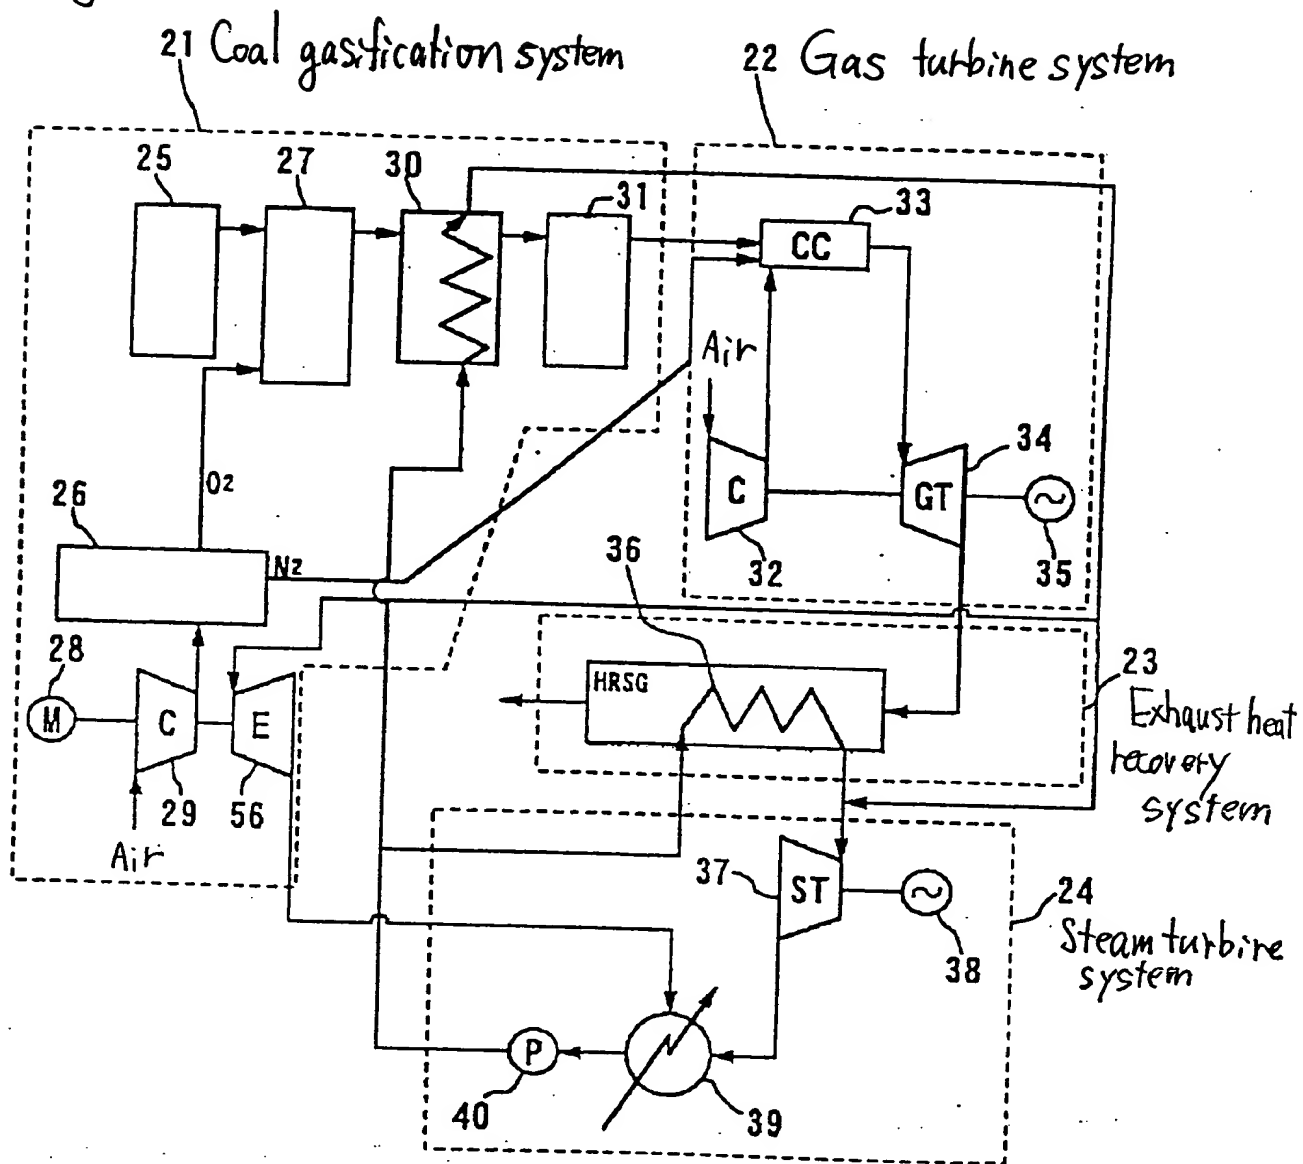 21 Coal gasification system
22 Gas turbine system
25
27
30
31
33
CC
Air
34
C
GT
32
35
O2
26
N2
36
28
M
C
E
HRSG
23
Exhaust heat
recovery
system
29
56
Air
37
ST
24
Steam turbine
system
38
P
40
39